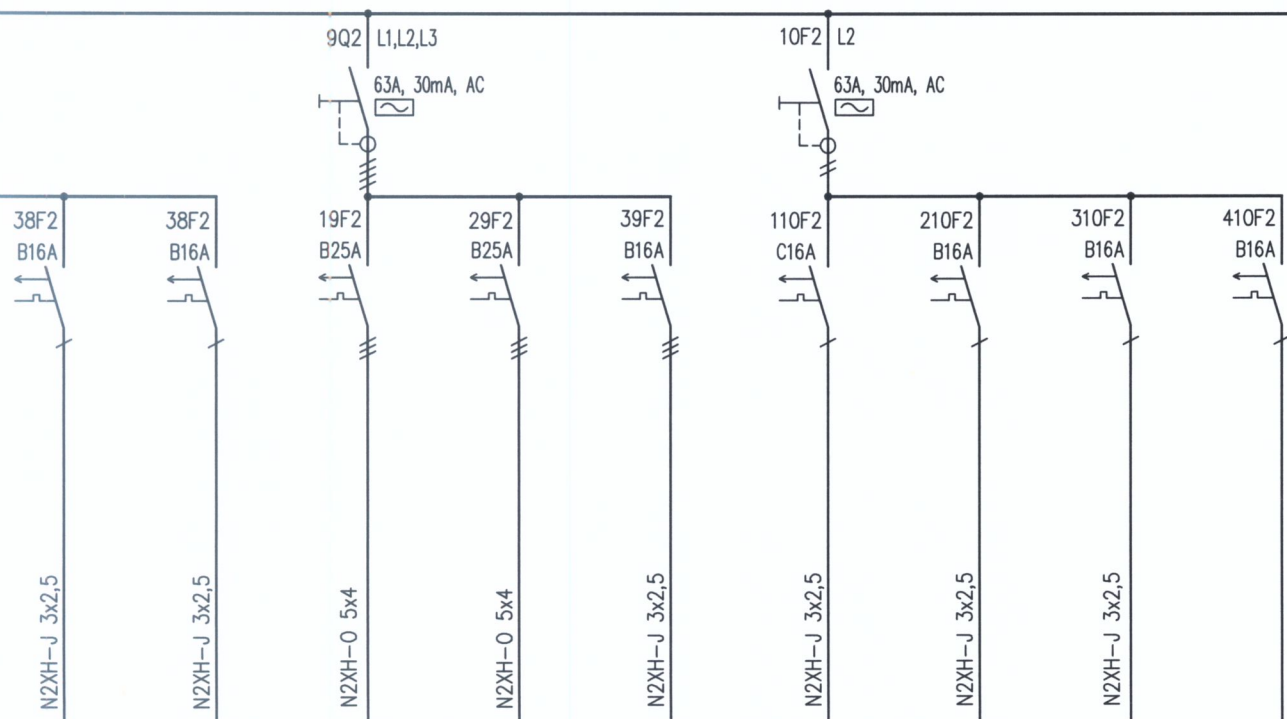 9Q2 L1,L2,L3
10F2 L2
63A, 30mA, AC
63A, 30mA, AC
38F2
B16A
38F2
B16A
19F2
B25A
29F2
B25A
39F2
B16A
110F2
C16A
210F2
B16A
310F2
B16A
410F2
B16A
N2XH-J 3x2,5
N2XH-J 3x2,5
N2XH-O 5x4
N2XH-O 5x4
N2XH-J 3x2,5
N2XH-J 3x2,5
N2XH-J 3x2,5
N2XH-J 3x2,5